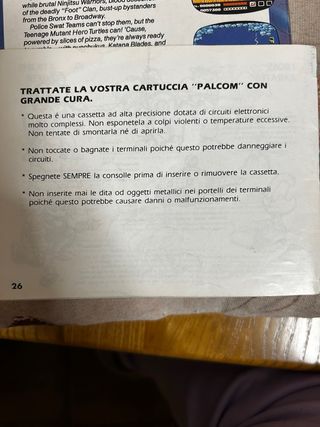 while brutal Ninjitsu Warriors, blood
of the deadly "Foot" Clan, bust-up bystanders
from the Bronx to Broadway.
Police Swat Teams can't stop them, but the
Teenage Mutant Hero Turtles can! 'Cause,
powered by slices of pizza, they're always ready
Katana Blades, and
TRATTATE LA VOSTRA CARTUCCIA "PALCOM" CON
GRANDE CURA.
* Questa é una cassetta ad alta precisione dotata di circuiti elettronici
molto complessi. Non esponetela a colpi violenti o temperature eccessive.
Non tentate di smontarla né di aprirla.
* Non toccate o bagnate i terminali poiché questo potrebbe danneggiare i
circuiti.
* Spegnete SEMPRE la consolle prima di inserire o rimuovere la cassetta.
* Non inserite mai le dita od oggetti metallici nei portelli dei terminali
poiché questo potrebbe causare danni o malfunzionamenti.
26